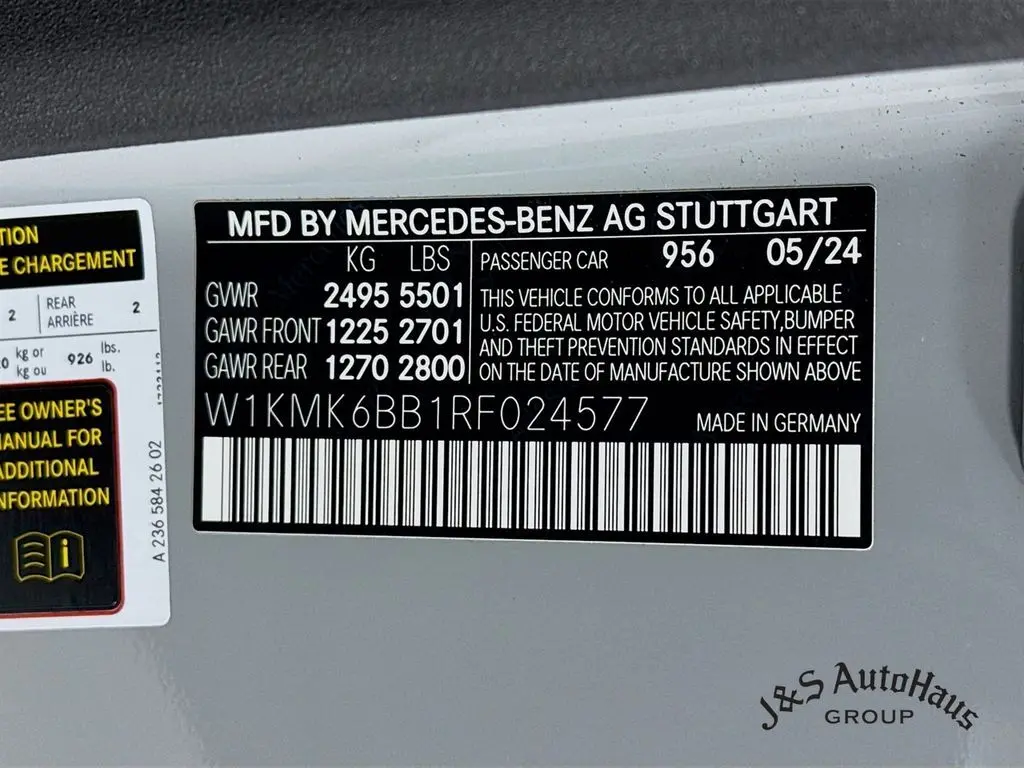 TION
E CHARGEMENT
2 REAR ARRIÈRE 2
kg or kg ou 926 lbs. lb.
EE OWNER'S
MANUAL FOR
ADDITIONAL
NFORMATION
A 236 584 26 02
MFD BY MERCEDES-BENZ AG STUTTGART
KG LBS
GVWR 2495 5501
GAWR FRONT 1225 2701
GAWR REAR 1270 2800
PASSENGER CAR 956 05/24
THIS VEHICLE CONFORMS TO ALL APPLICABLE
U.S. FEDERAL MOTOR VEHICLE SAFETY,BUMPER
AND THEFT PREVENTION STANDARDS IN EFFECT
ON THE DATE OF MANUFACTURE SHOWN ABOVE
W1KMK6BB1RF024577
MADE IN GERMANY
J&S AutoHaus
GROUP